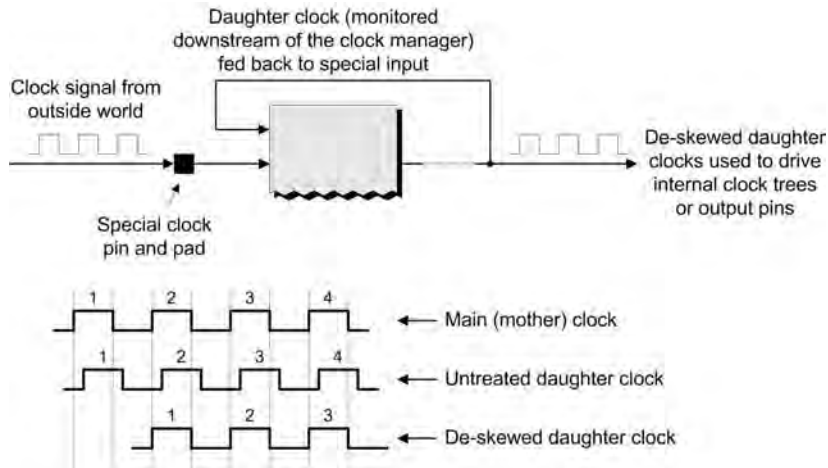 Daughter clock (monitored
downstream of the clock manager)
fed back to special input
Clock signal from
outside world
De-skewed daughter
clocks used to drive
internal clock trees
or output pins
Special clock
pin and pad
1 2 3 4
Main (mother) clock
1 2 3 4
Untreated daughter clock
1 2 3
De-skewed daughter clock